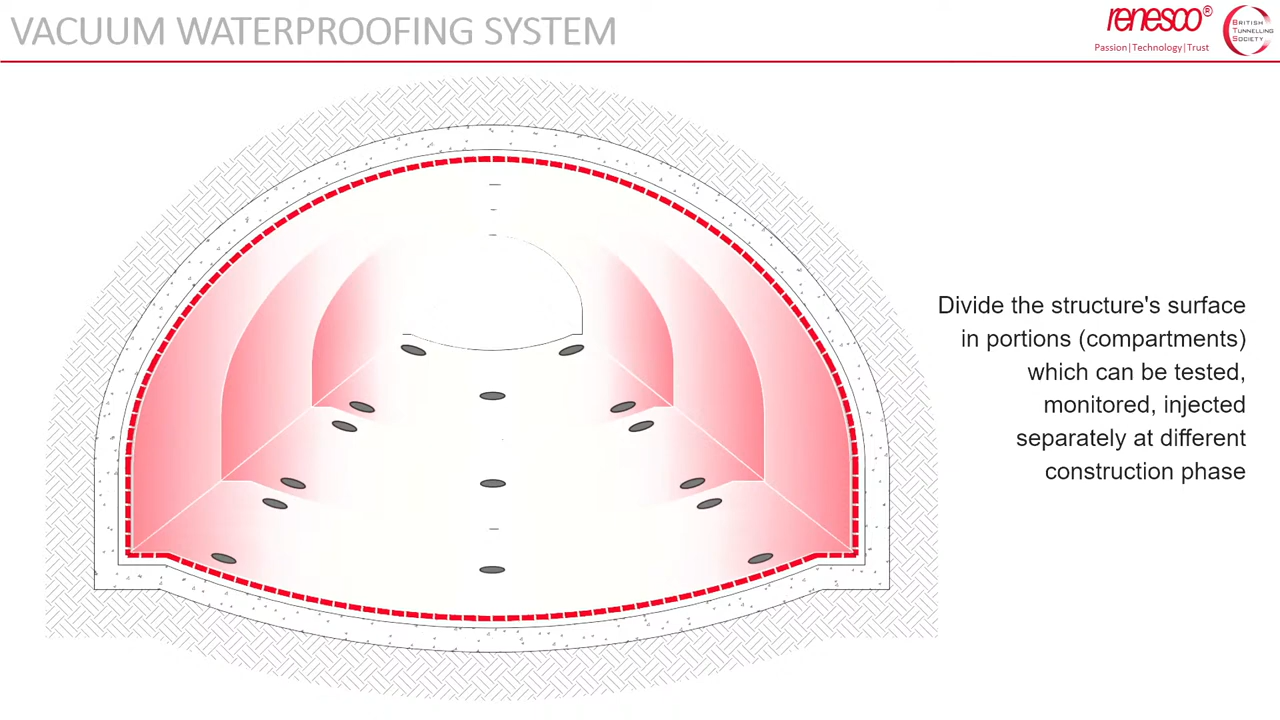 VACUUM WATERPROOFING SYSTEM
renesco®
Passion|Technology|Trust
BRITISH
TUNNELLING
SOCIETY
Divide the structure's surface
in portions (compartments)
which can be tested,
monitored, injected
separately at different
construction phase